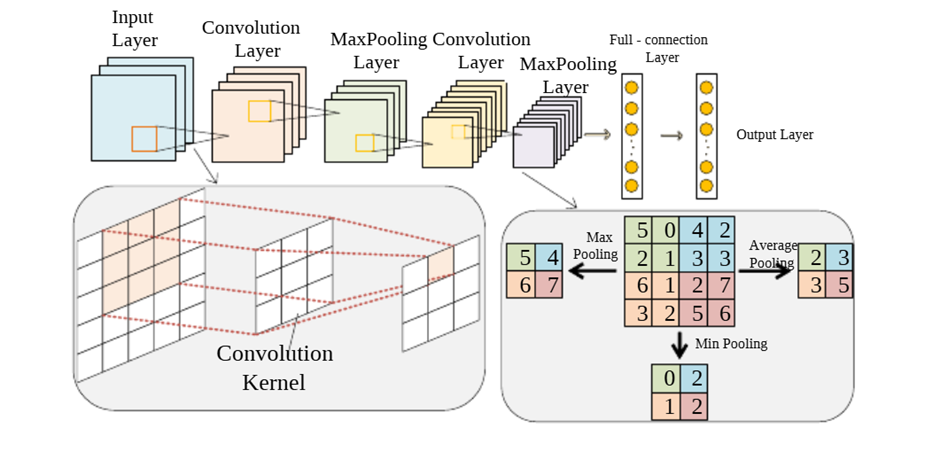 Input
Layer
Convolution
Layer
MaxPooling
Layer
Convolution
Layer
MaxPooling
Layer
Full - connection
Layer
Output Layer
Convolution
Kernel
Max
Pooling
5 4
6 7
5 0 4 2
2 1 3 3
6 1 2 7
3 2 5 6
Average
Pooling
2 3
3 5
Min Pooling
0 2
1 2